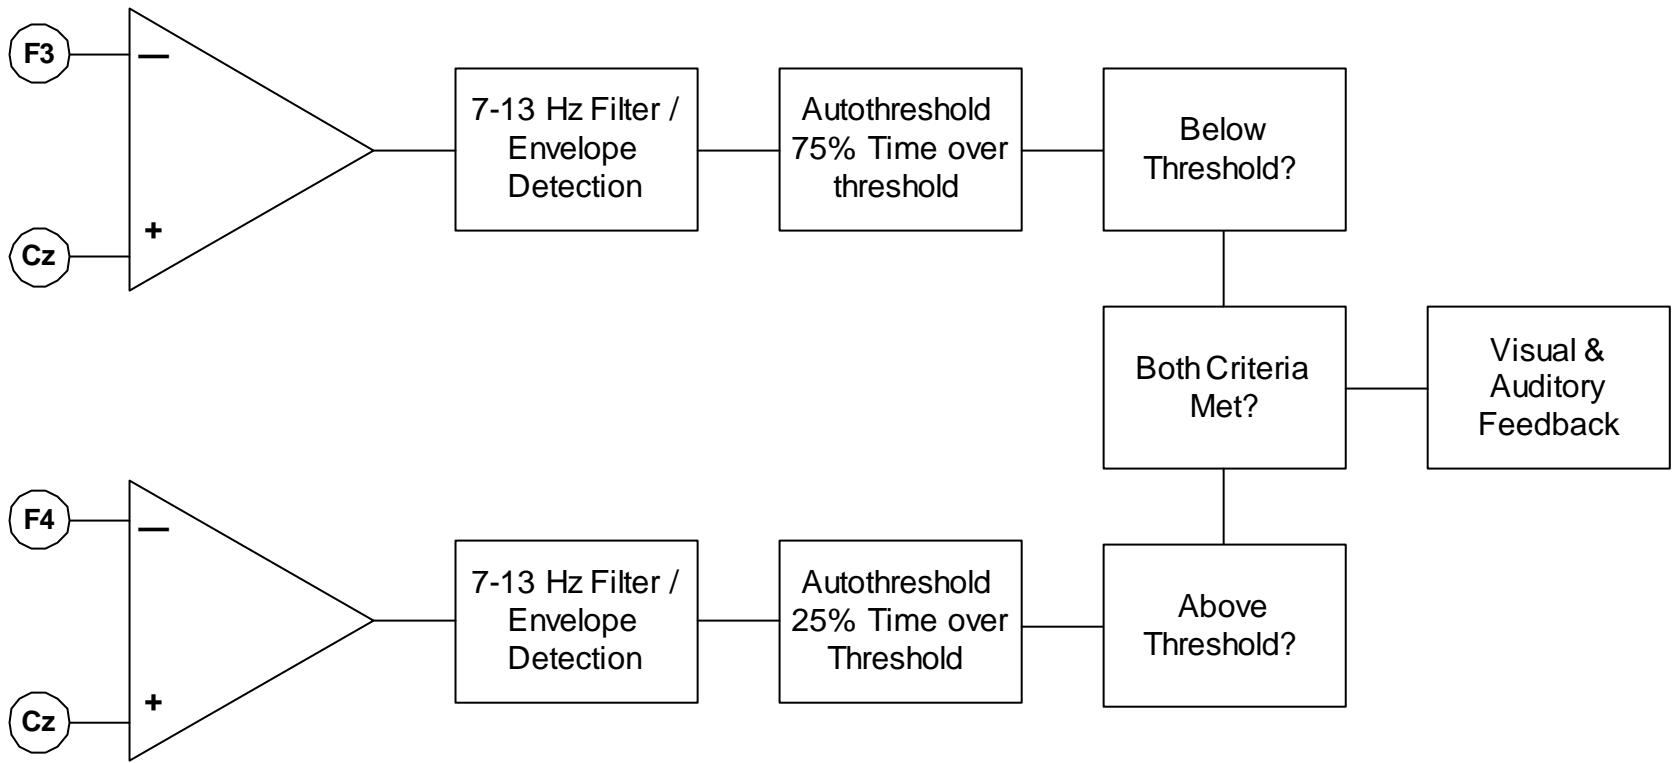 F3
—
+
Cz
7-13 Hz Filter /
Envelope
Detection
Autothreshold
75% Time over
threshold
Below
Threshold?
Both Criteria
Met?
Visual &
Auditory
Feedback
F4
—
+
Cz
7-13 Hz Filter /
Envelope
Detection
Autothreshold
25% Time over
Threshold
Above
Threshold?